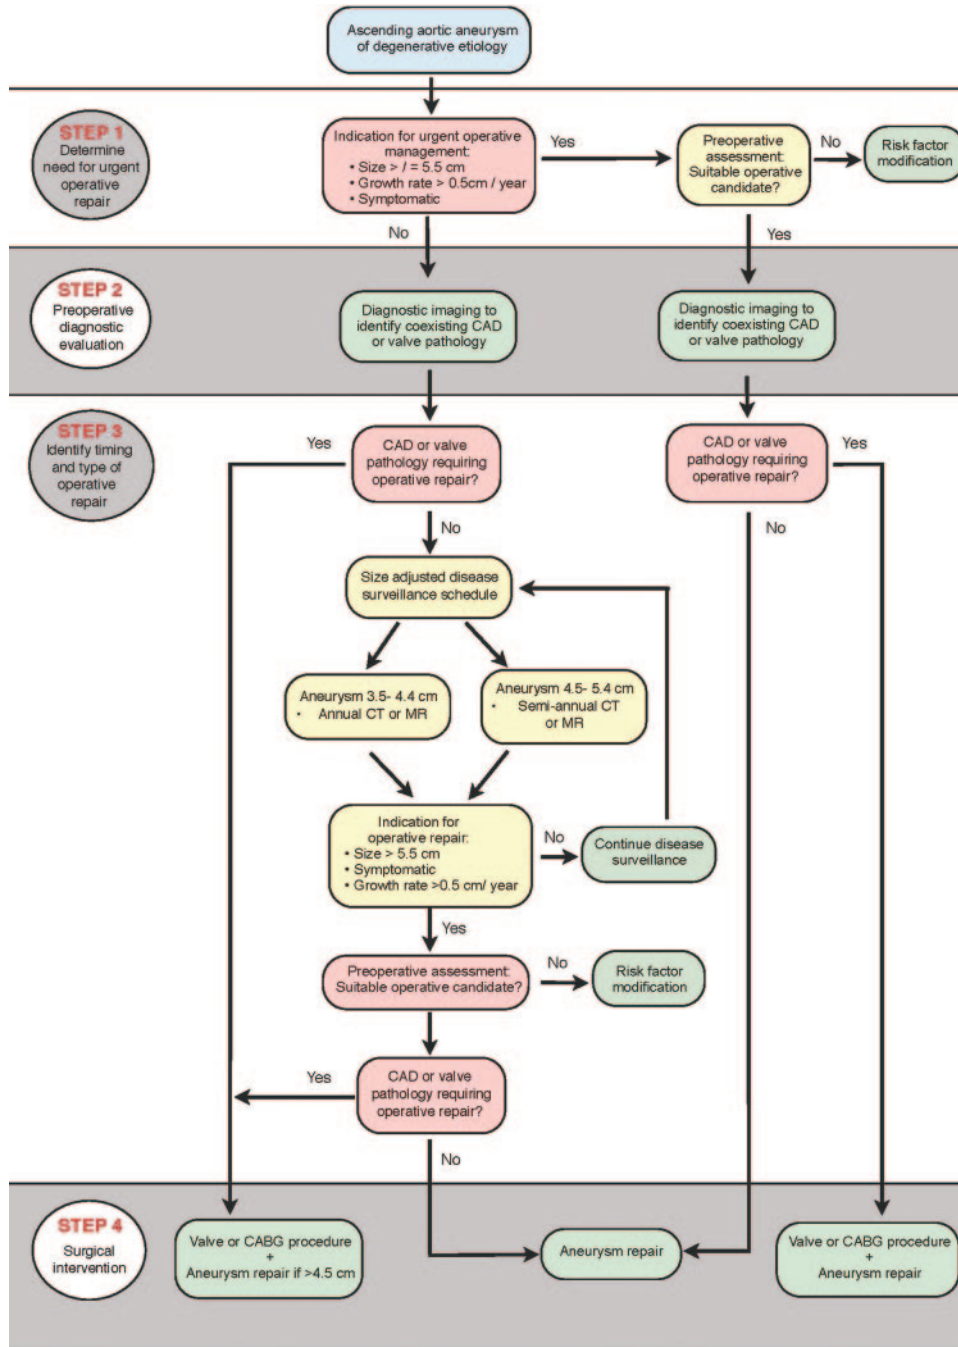 Ascending aortic aneurysm
of degenerative etiology
STEP 1
Determine
need for urgent
operative
repair
Indication for urgent operative
management:
• Size > / = 5.5 cm
• Growth rate > 0.5cm / year
• Symptomatic
Yes
Preoperative
assessment:
Suitable operative
candidate?
No
Risk factor
modification
No
Yes
STEP 2
Preoperative
diagnostic
evaluation
Diagnostic imaging to
identify coexisting CAD
or valve pathology
Diagnostic imaging to
identify coexisting CAD
or valve pathology
STEP 3
Identify timing
and type of
operative
repair
Yes
CAD or valve
pathology requiring
operative repair?
CAD or valve
pathology requiring
operative repair?
Yes
No
No
Size adjusted disease
surveillance schedule
Aneurysm 3.5- 4.4 cm
• Annual CT or MR
Aneurysm 4.5- 5.4 cm
• Semi-annual CT
or MR
Indication for
operative repair:
• Size > 5.5 cm
• Symptomatic
• Growth rate >0.5 cm/ year
No
Continue disease
surveillance
Yes
Preoperative assessment:
Suitable operative candidate?
No
Risk factor
modification
Yes
CAD or valve
pathology requiring
operative repair?
No
STEP 4
Surgical
intervention
Valve or CABG procedure
+
Aneurysm repair if >4.5 cm
Aneurysm repair
Valve or CABG procedure
+
Aneurysm repair